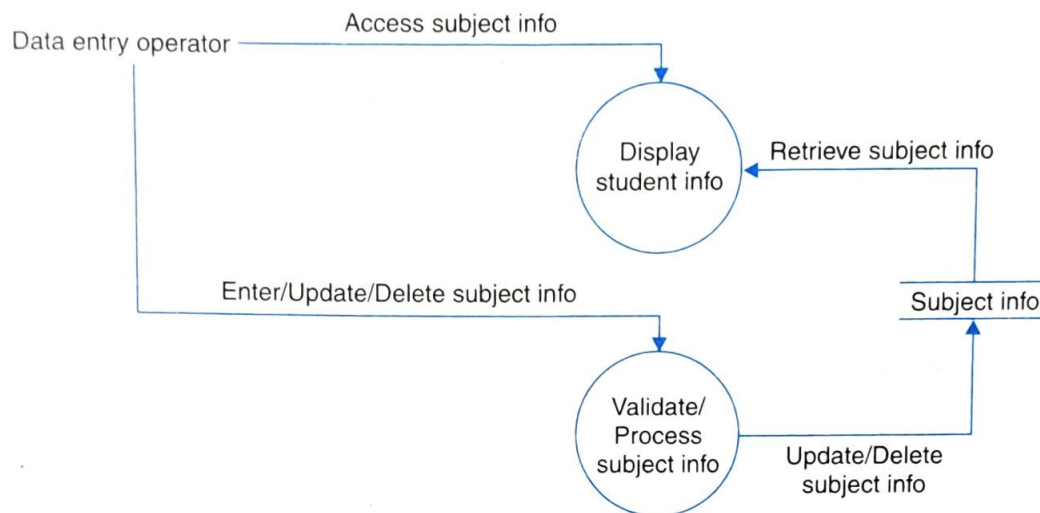 Access subject info
Data entry operator
Display
student info
Retrieve subject info
Enter/Update/Delete subject info
Subject info
Validate/
Process
subject info
Update/Delete
subject info